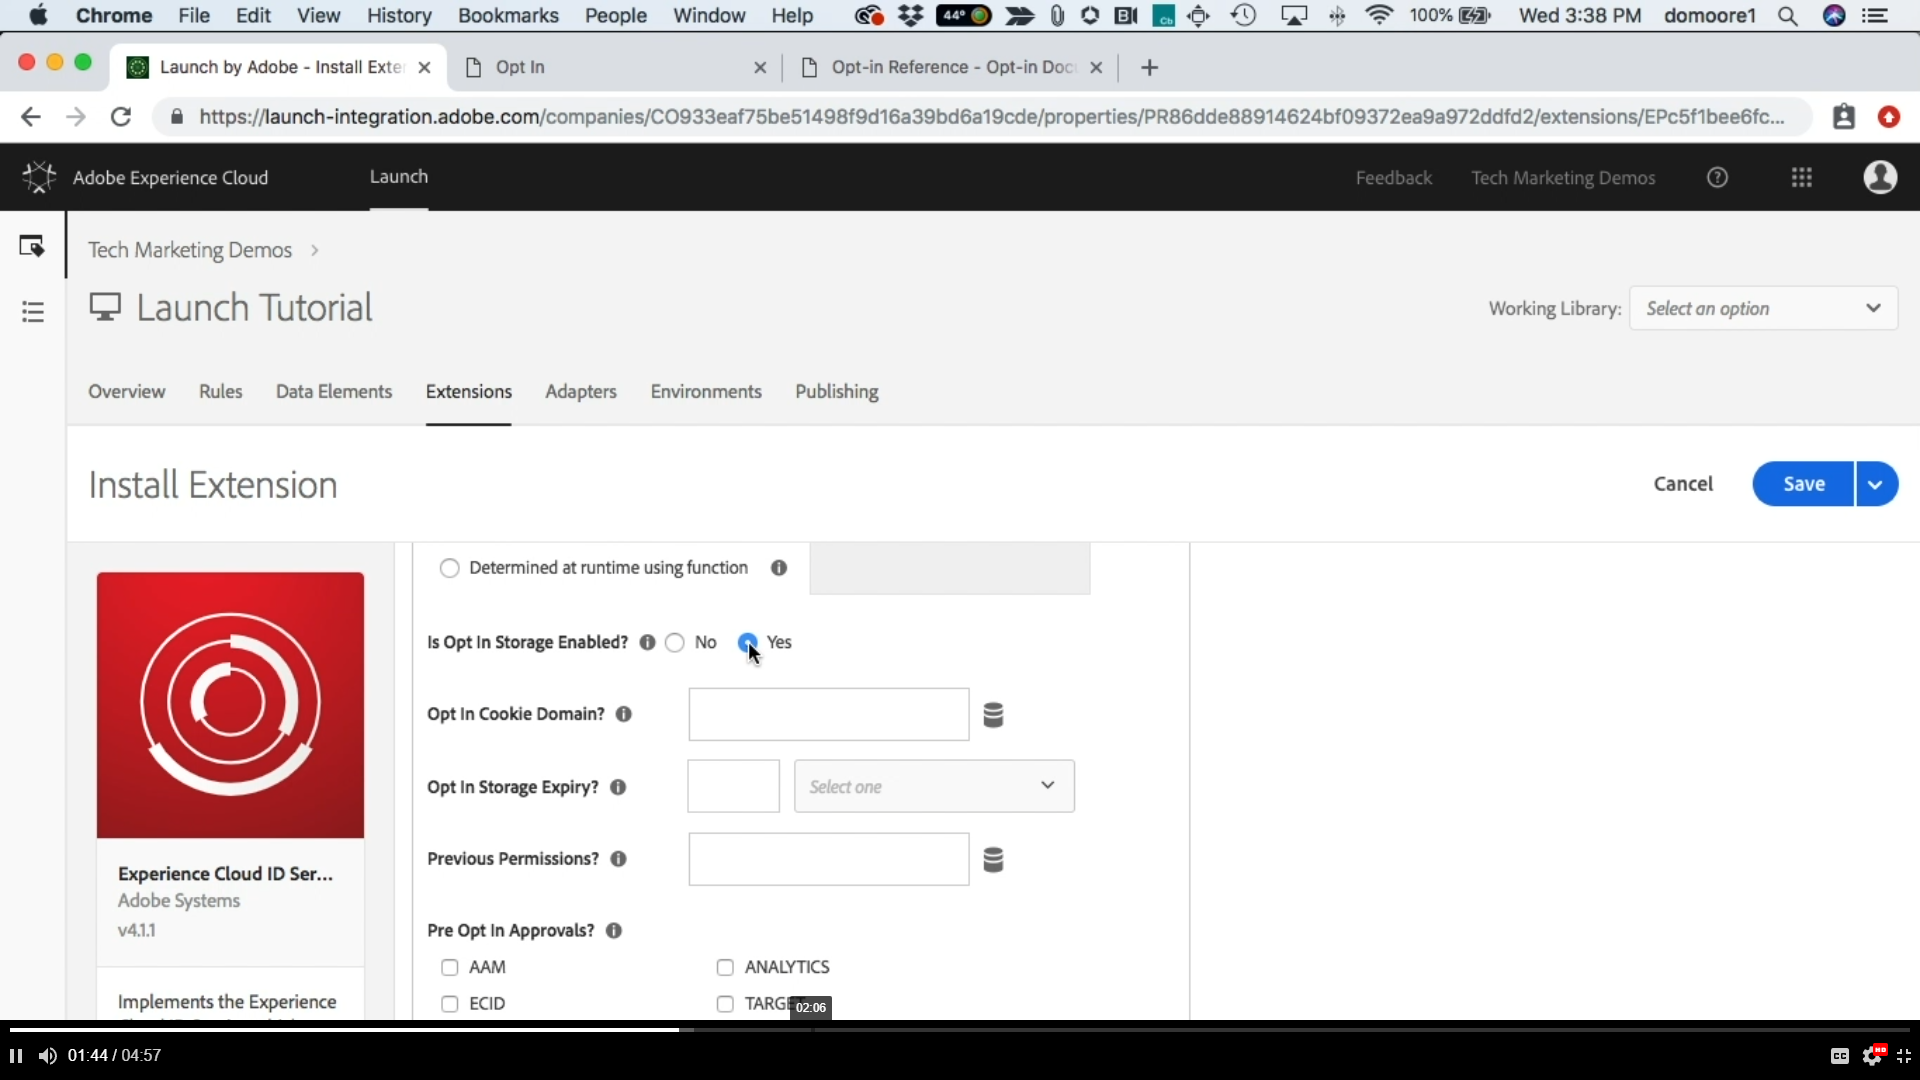 Chrome File Edit View History Bookmarks People Window Help 44° Cb 100% Wed 3:38 PM domoore1
Launch by Adobe - Install Exte Opt In Opt-in Reference - Opt-in Doc
https://launch-integration.adobe.com/companies/CO933eaf75be51498f9d16a39bd6a19cde/properties/PR86dde88914624bf09372ea9a972ddfd2/extensions/EPc5f1bee6fc...
Adobe Experience Cloud Launch Feedback Tech Marketing Demos
Tech Marketing Demos >
Launch Tutorial Working Library: Select an option
Overview Rules Data Elements Extensions Adapters Environments Publishing
Install Extension Cancel Save
Determined at runtime using function
Is Opt In Storage Enabled? No Yes
Opt In Cookie Domain?
Opt In Storage Expiry? Select one
Previous Permissions?
Experience Cloud ID Ser...
Adobe Systems
v4.1.1
Pre Opt In Approvals?
AAM ANALYTICS
Implements the Experience
ECID
02:06
01:44 / 04:57 CC HD